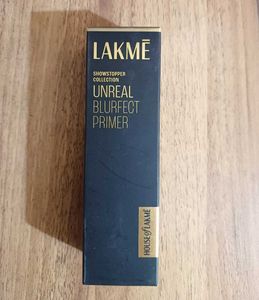 LAKMĒ
SHOWSTOPPER
COLLECTION
UNREAL
BLURFECT
PRIMER
HOUSE of LAKMĒ